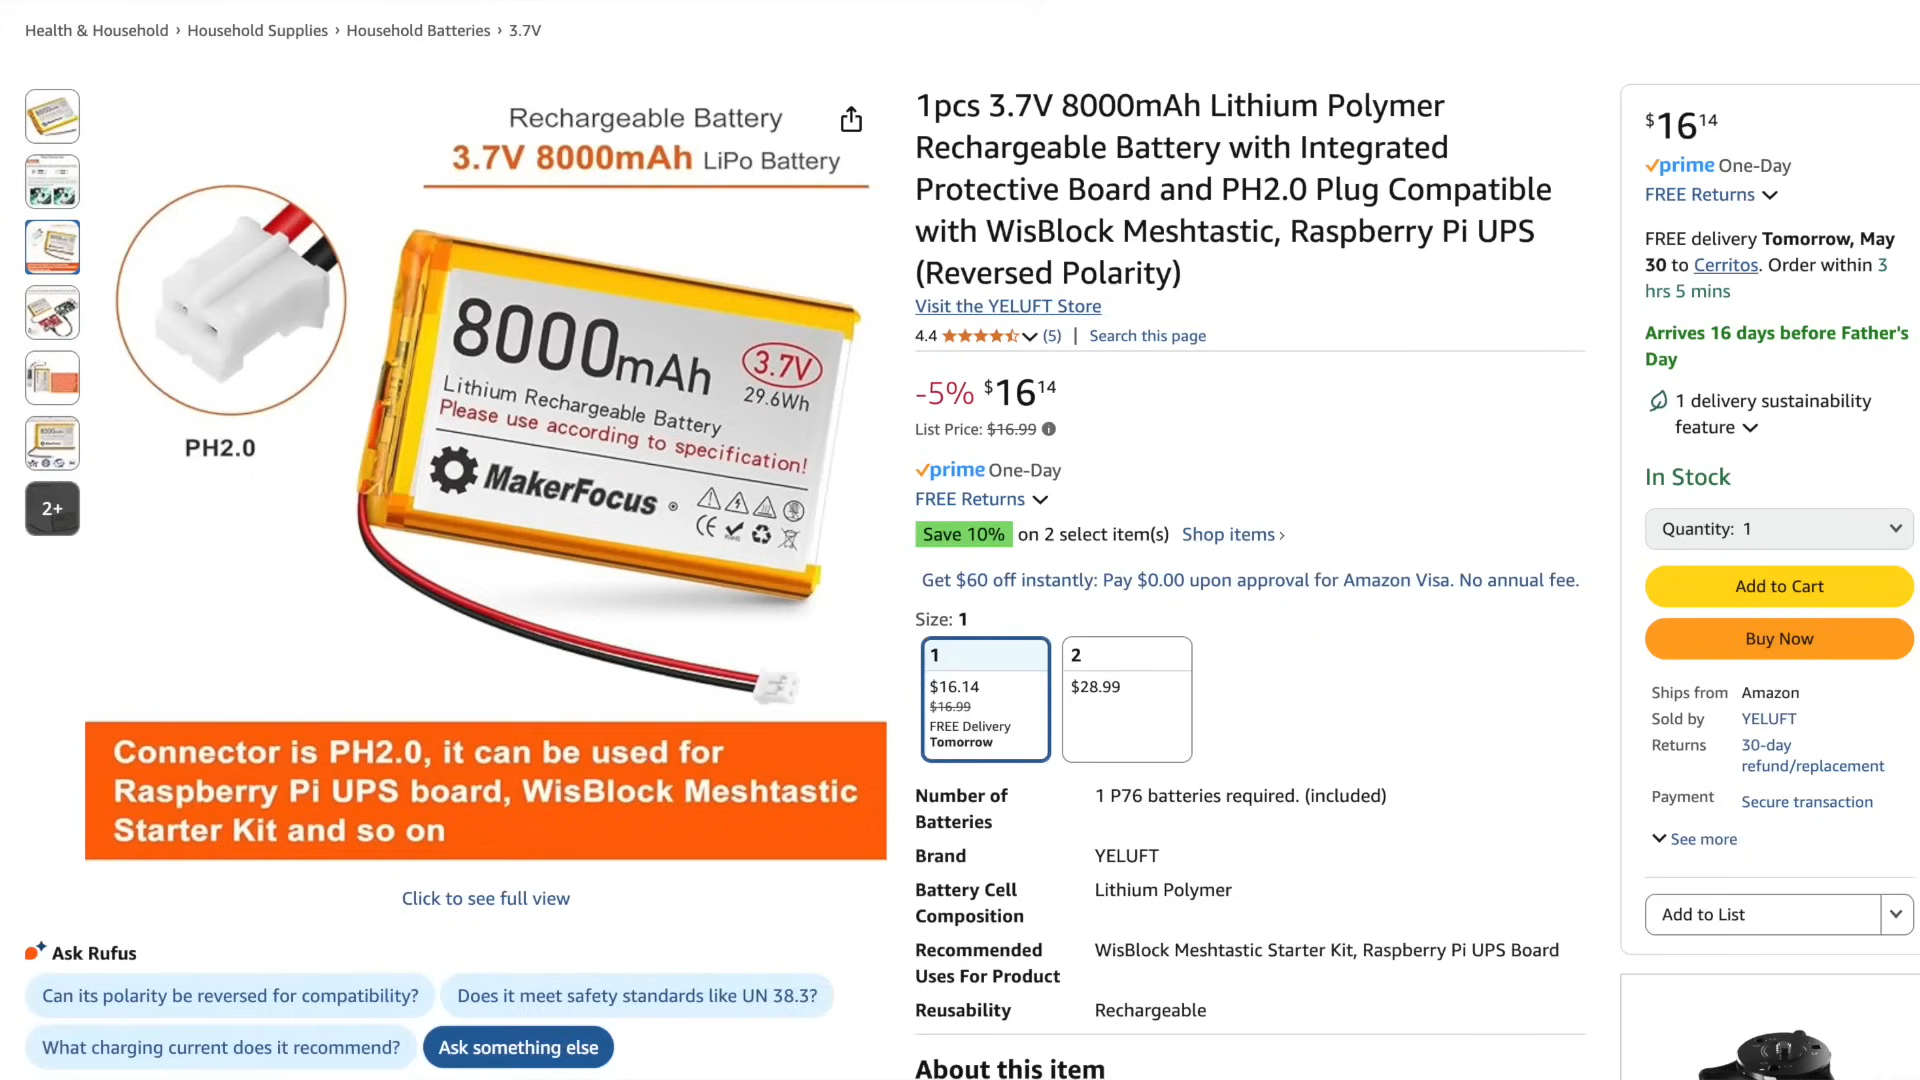 Health & Household › Household Supplies › Household Batteries › 3.7V
Rechargeable Battery
3.7V 8000mAh LiPo Battery
PH2.0
8000mAh
3.7V
29.6Wh
Lithium Rechargeable Battery
Please use according to specification!
MakerFocus
Connector is PH2.0, it can be used for
Raspberry Pi UPS board, WisBlock Meshtastic
Starter Kit and so on
2+
Click to see full view
Ask Rufus
Can its polarity be reversed for compatibility?
Does it meet safety standards like UN 38.3?
What charging current does it recommend?
Ask something else
1pcs 3.7V 8000mAh Lithium Polymer
Rechargeable Battery with Integrated
Protective Board and PH2.0 Plug Compatible
with WisBlock Meshtastic, Raspberry Pi UPS
(Reversed Polarity)
Visit the YELUFT Store
4.4 (5) | Search this page
-5% $1614
List Price: $16.99
prime One-Day
FREE Returns
Save 10% on 2 select item(s) Shop items ›
Get $60 off instantly: Pay $0.00 upon approval for Amazon Visa. No annual fee.
Size: 1
1
$16.14
$16.99
FREE Delivery
Tomorrow
2
$28.99
Number of
Batteries
1 P76 batteries required. (included)
Brand
YELUFT
Battery Cell
Composition
Lithium Polymer
Recommended
Uses For Product
WisBlock Meshtastic Starter Kit, Raspberry Pi UPS Board
Reusability
Rechargeable
About this item
$1614
prime One-Day
FREE Returns
FREE delivery Tomorrow, May
30 to Cerritos. Order within 3
hrs 5 mins
Arrives 16 days before Father's
Day
1 delivery sustainability
feature
In Stock
Quantity: 1
Add to Cart
Buy Now
Ships from Amazon
Sold by YELUFT
Returns 30-day
refund/replacement
Payment Secure transaction
See more
Add to List